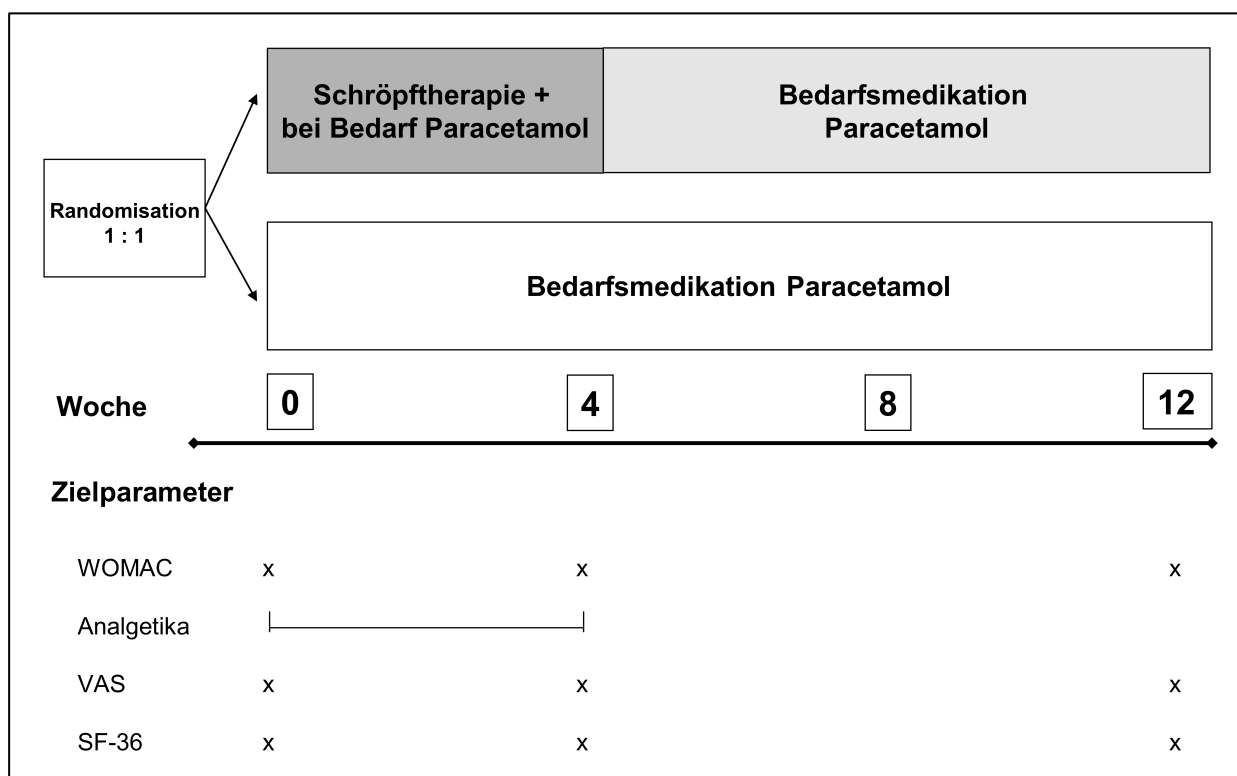 Schröpftherapie +
bei Bedarf Paracetamol
Bedarfsmedikation
Paracetamol
Randomisation
1 : 1
Bedarfsmedikation Paracetamol
Woche 0 4 8 12
Zielparameter
WOMAC x x x
Analgetika
VAS x x x
SF-36 x x x